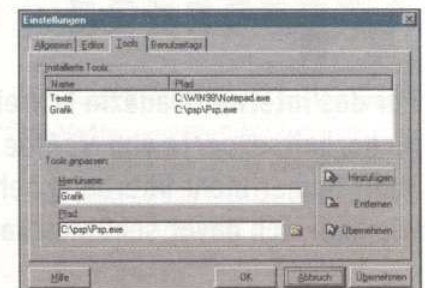 Einstellungen
Allgemein Editor Tools Benutzertags
Installierte Tools
Name Pfad
Texte C:\WIN98\Notepad.exe
Grafik C:\psp\Psp.exe
Tools anpassen
Menüname:
Grafik
Pfad:
C:\psp\Psp.exe
Hinzufügen
Entfernen
Übernehmen
Hilfe OK Abbruch Übernehmen